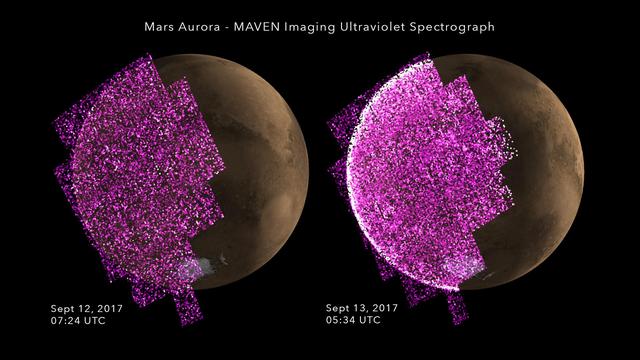 Mars Aurora - MAVEN Imaging Ultraviolet Spectrograph
Sept 12, 2017
07:24 UTC
Sept 13, 2017
05:34 UTC